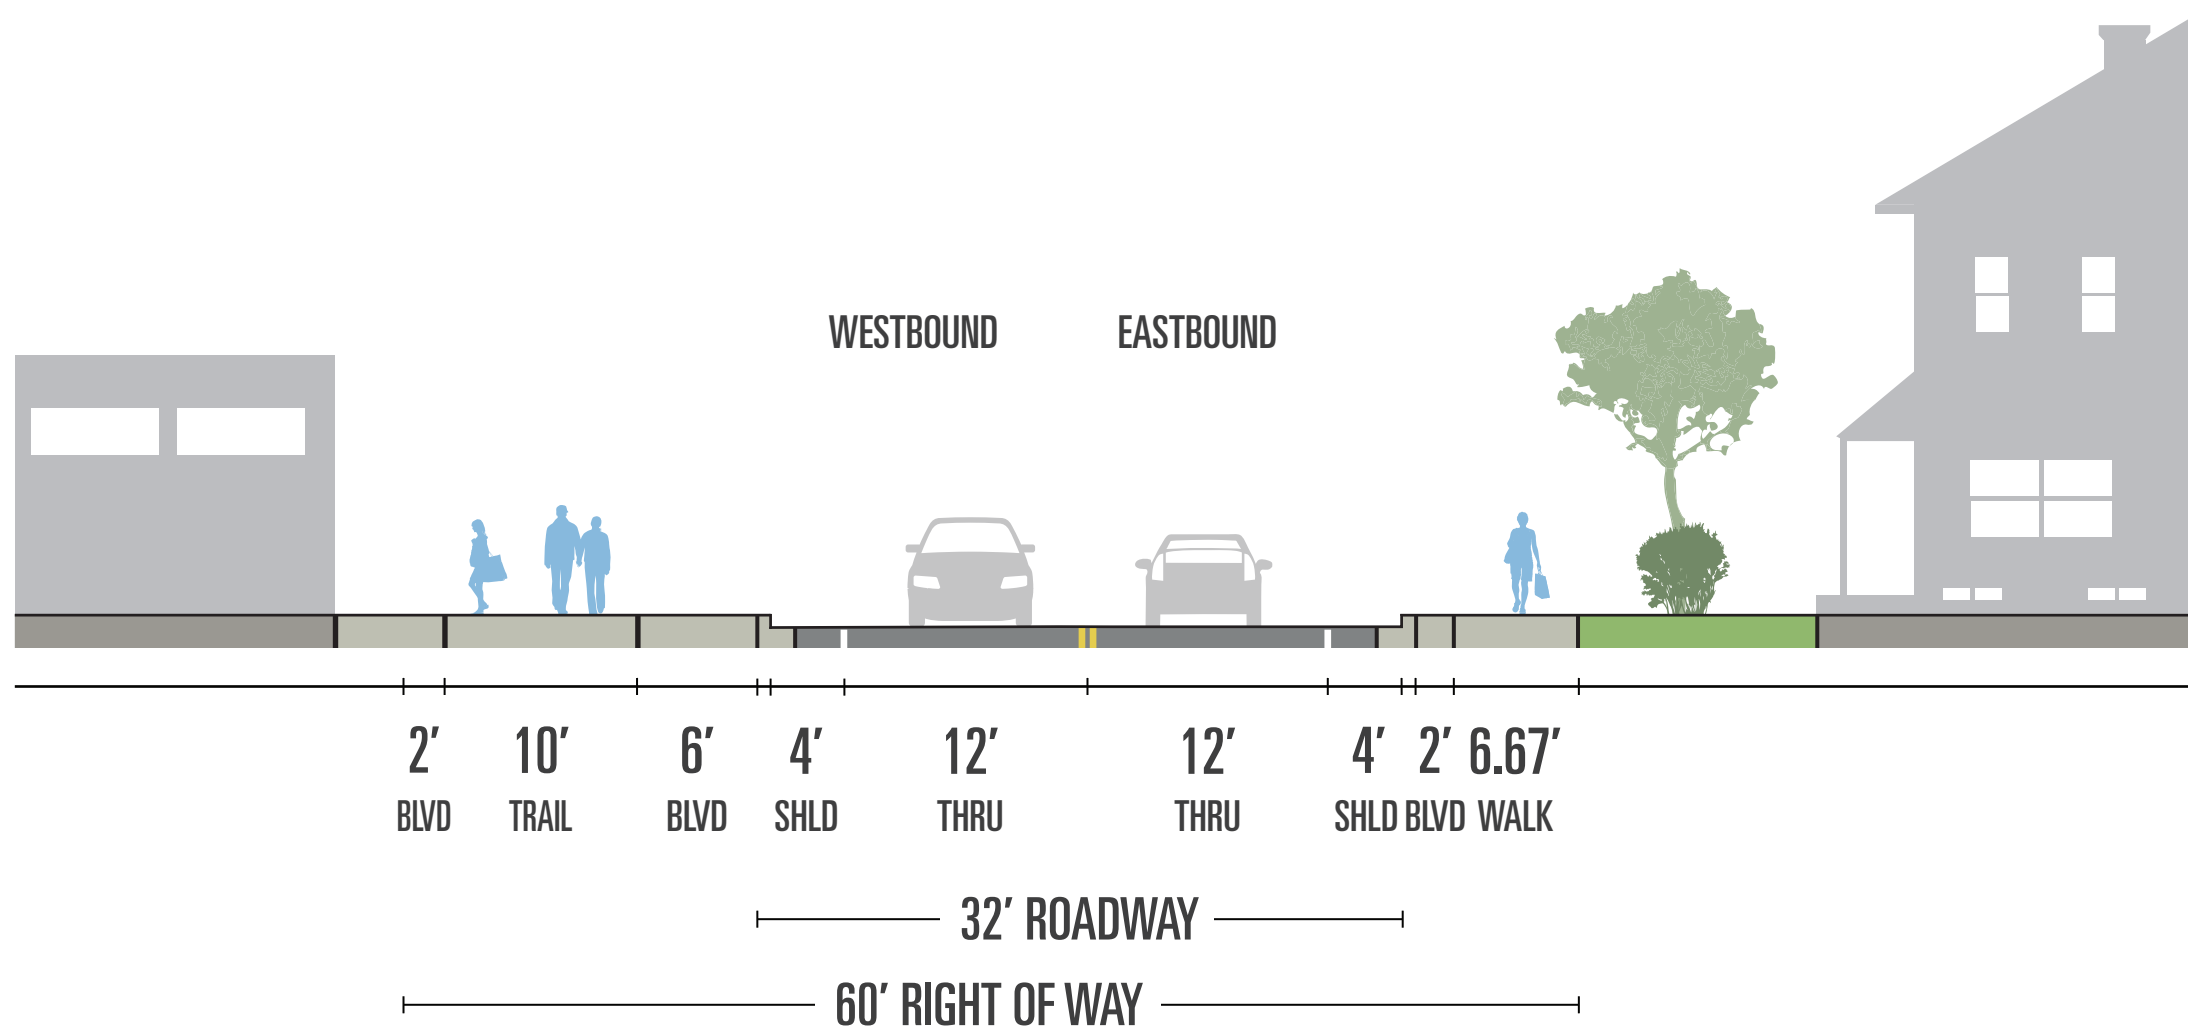 WESTBOUND EASTBOUND
2' 10' 6' 4' 12' 12' 4' 2' 6.67'
BLVD TRAIL BLVD SHLD THRU THRU SHLD BLVD WALK
32' ROADWAY
60' RIGHT OF WAY